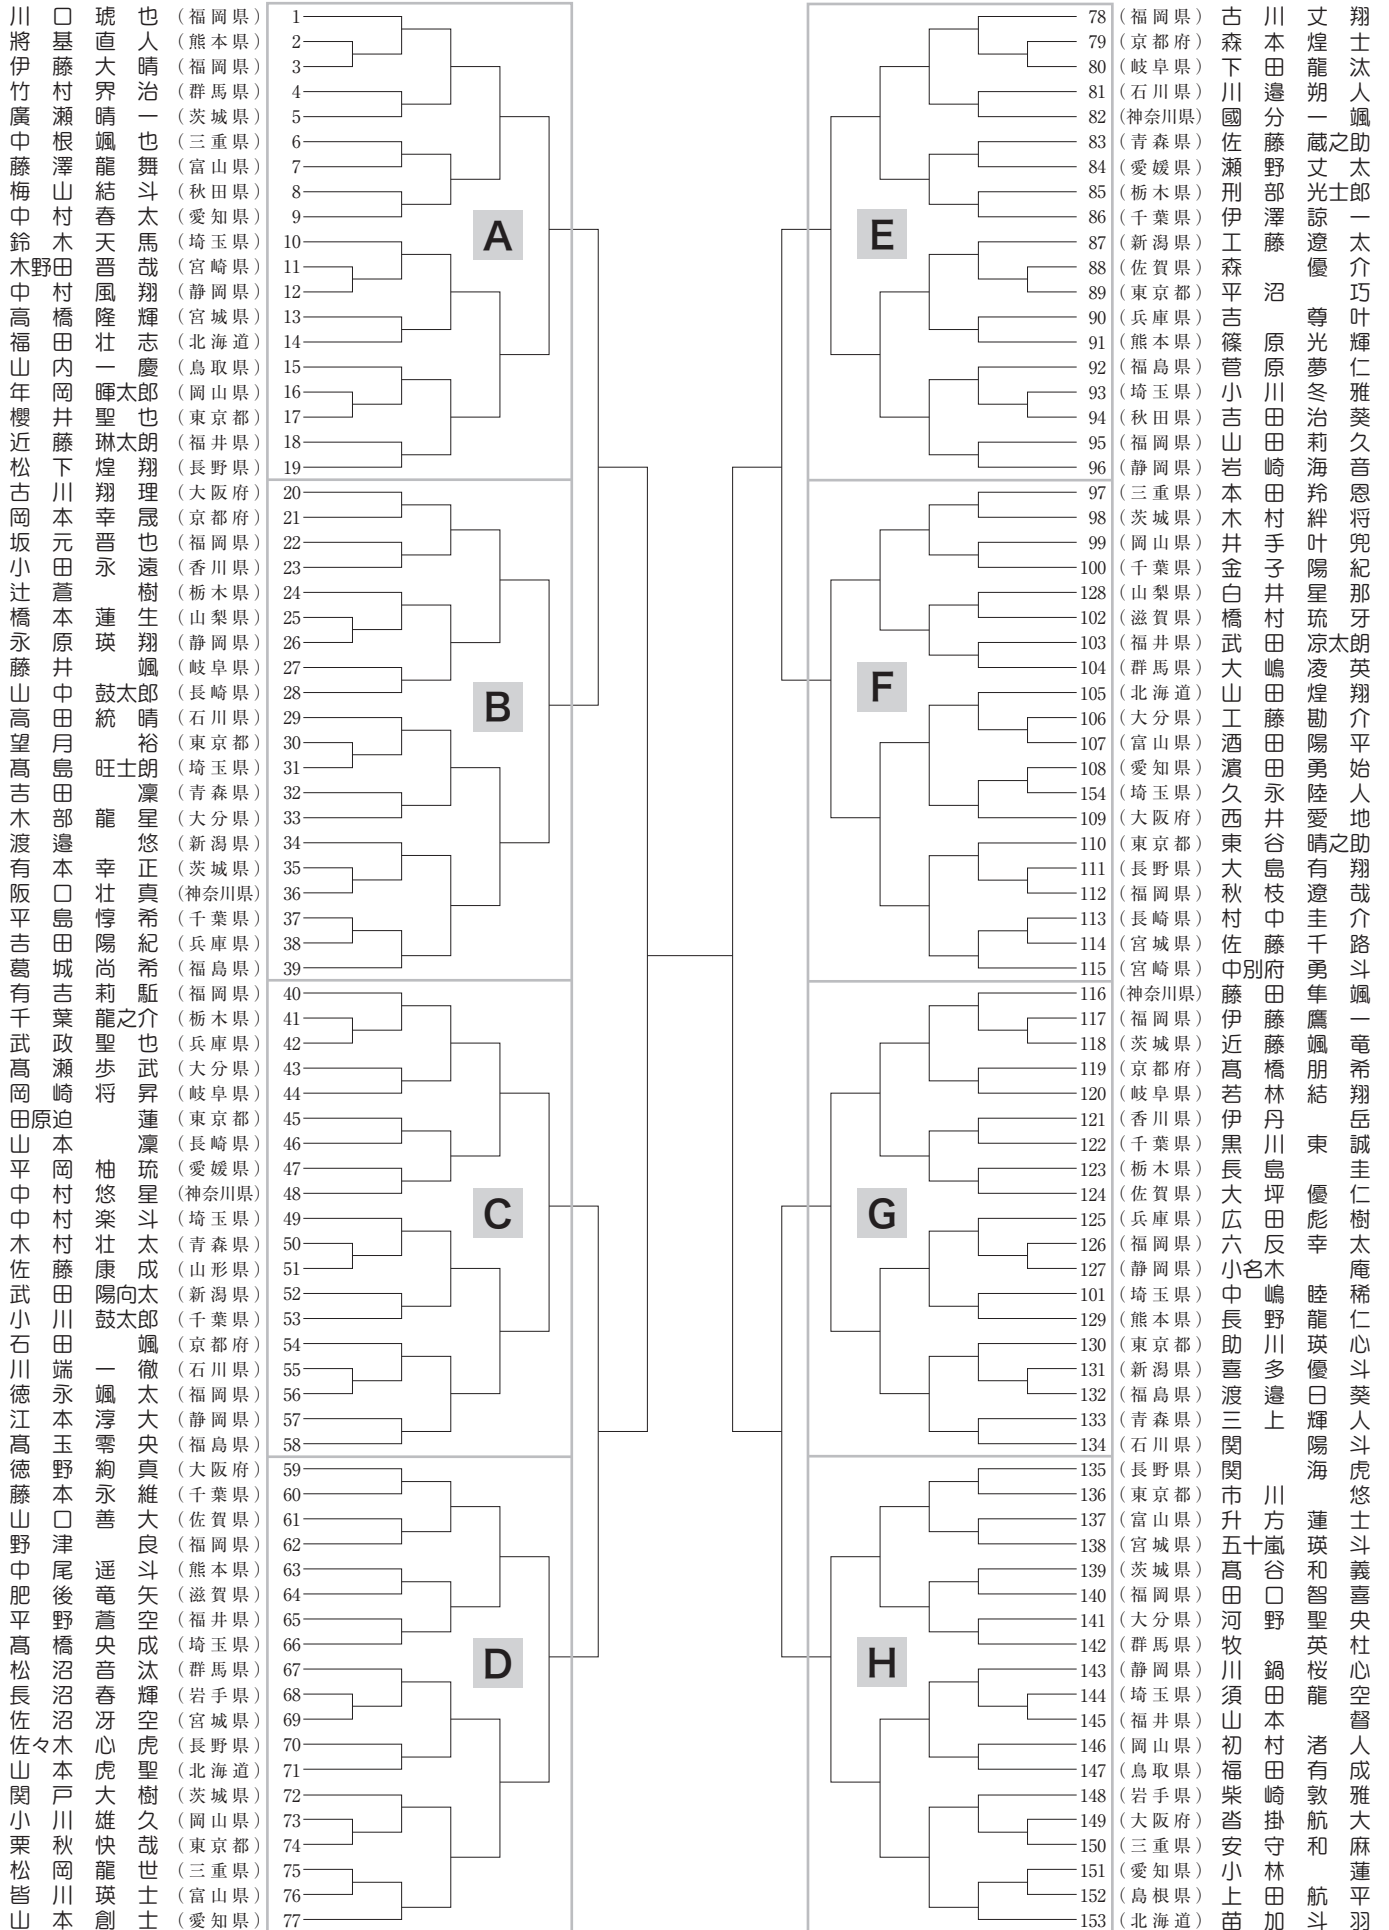 川口琥也 (福岡県) 1
將基直人 (熊本県) 2
伊藤大晴 (福岡県) 3
竹村界治 (群馬県) 4
廣瀬晴一 (茨城県) 5
中根颯也 (三重県) 6
藤澤龍舞 (富山県) 7
梅山結斗 (秋田県) 8
中村春太 (愛知県) 9
鈴木天馬 (埼玉県) 10
木野田晋哉 (宮崎県) 11
中村風翔 (静岡県) 12
高橋隆輝 (宮城県) 13
福田壮志 (北海道) 14
山内一慶 (鳥取県) 15
年岡暉太郎 (岡山県) 16
櫻井聖也 (東京都) 17
近藤琳太朗 (福井県) 18
松下煌翔 (長野県) 19
A
古川翔理 (大阪府) 20
岡本幸晟 (京都府) 21
坂元晋也 (福岡県) 22
小田永遠 (香川県) 23
辻蒼樹 (栃木県) 24
橋本蓮生 (山梨県) 25
永原瑛翔 (静岡県) 26
藤井颯 (岐阜県) 27
山中鼓太郎 (長崎県) 28
高田統晴 (石川県) 29
望月裕 (東京都) 30
髙島旺士朗 (埼玉県) 31
吉田凜 (青森県) 32
木部龍星 (大分県) 33
渡邉悠 (新潟県) 34
有本幸正 (茨城県) 35
阪口壮真 (神奈川県) 36
平島惇希 (千葉県) 37
吉田陽紀 (兵庫県) 38
葛城尚希 (福島県) 39
B
有吉莉駈 (福岡県) 40
千葉龍之介 (栃木県) 41
武政聖也 (兵庫県) 42
髙瀬歩武 (大分県) 43
岡崎将昇 (岐阜県) 44
田原迫蓮 (東京都) 45
山本凜 (長崎県) 46
平岡柚琉 (愛媛県) 47
中村悠星 (神奈川県) 48
中村楽斗 (埼玉県) 49
木村壮太 (青森県) 50
佐藤康成 (山形県) 51
武田陽向太 (新潟県) 52
小川鼓太郎 (千葉県) 53
石田颯 (京都府) 54
川端一徹 (石川県) 55
徳永颯太 (福岡県) 56
江本淳大 (静岡県) 57
髙玉零央 (福島県) 58
C
徳野絢真 (大阪府) 59
藤本永維 (千葉県) 60
山口善大 (佐賀県) 61
野津良 (福岡県) 62
中尾遥斗 (熊本県) 63
肥後竜矢 (滋賀県) 64
平野蒼空 (福井県) 65
髙橋央成 (埼玉県) 66
松沼音汰 (群馬県) 67
長沼春輝 (岩手県) 68
佐沼冴空 (宮城県) 69
佐々木心虎 (長野県) 70
山本虎聖 (北海道) 71
関戸大樹 (茨城県) 72
小川雄久 (岡山県) 73
栗秋快哉 (東京都) 74
松岡龍世 (三重県) 75
皆川瑛士 (富山県) 76
山本創士 (愛知県) 77
D
78 (福岡県) 古川丈翔
79 (京都府) 森本煌士
80 (岐阜県) 下田龍汰
81 (石川県) 川邉朔人
82 (神奈川県) 國分一颯
83 (青森県) 佐藤蔵之助
84 (愛媛県) 瀬野丈太
85 (栃木県) 刑部光士郎
86 (千葉県) 伊澤諒一
87 (新潟県) 工藤遼太
88 (佐賀県) 森優介
89 (東京都) 平沼巧
90 (兵庫県) 吉尊叶
91 (熊本県) 篠原光輝
92 (福島県) 菅原夢仁
93 (埼玉県) 小川冬雅
94 (秋田県) 吉田治葵
95 (福岡県) 山田莉久
96 (静岡県) 岩崎海音
E
97 (三重県) 本田羚恩
98 (茨城県) 木村絆将
99 (岡山県) 井手叶兜
100 (千葉県) 金子陽紀
128 (山梨県) 白井星那
102 (滋賀県) 橋村琉牙
103 (福井県) 武田凉太朗
104 (群馬県) 大嶋凌英
105 (北海道) 山田煌翔
106 (大分県) 工藤勘介
107 (富山県) 酒田陽平
108 (愛知県) 濵田勇始
154 (埼玉県) 久永陸人
109 (大阪府) 西井愛地
110 (東京都) 東谷晴之助
111 (長野県) 大島有翔
112 (福岡県) 秋枝遼哉
113 (長崎県) 村中圭介
114 (宮城県) 佐藤千路
115 (宮崎県) 中別府勇斗
F
116 (神奈川県) 藤田隼颯
117 (福岡県) 伊藤鷹一
118 (茨城県) 近藤颯竜
119 (京都府) 髙橋朋希
120 (岐阜県) 若林結翔
121 (香川県) 伊丹岳
122 (千葉県) 黒川東誠
123 (栃木県) 長島圭
124 (佐賀県) 大坪優仁
125 (兵庫県) 広田彪樹
126 (福岡県) 六反幸太
127 (静岡県) 小名木庵
101 (埼玉県) 中嶋睦稀
129 (熊本県) 長野龍仁
130 (東京都) 助川瑛心
131 (新潟県) 喜多優斗
132 (福島県) 渡邉日葵
133 (青森県) 三上輝人
134 (石川県) 関陽斗
G
135 (長野県) 関海虎
136 (東京都) 市川悠
137 (富山県) 升方蓮士
138 (宮城県) 五十嵐瑛斗
139 (茨城県) 髙谷和義
140 (福岡県) 田口智喜
141 (大分県) 河野聖央
142 (群馬県) 牧英杜
143 (静岡県) 川鍋桜心
144 (埼玉県) 須田龍空
145 (福井県) 山本督
146 (岡山県) 初村渚人
147 (鳥取県) 福田有成
148 (岩手県) 柴崎敦雅
149 (大阪府) 沓掛航大
150 (三重県) 安守和麻
151 (愛知県) 小林蓮
152 (島根県) 上田航平
153 (北海道) 苗加斗羽
H